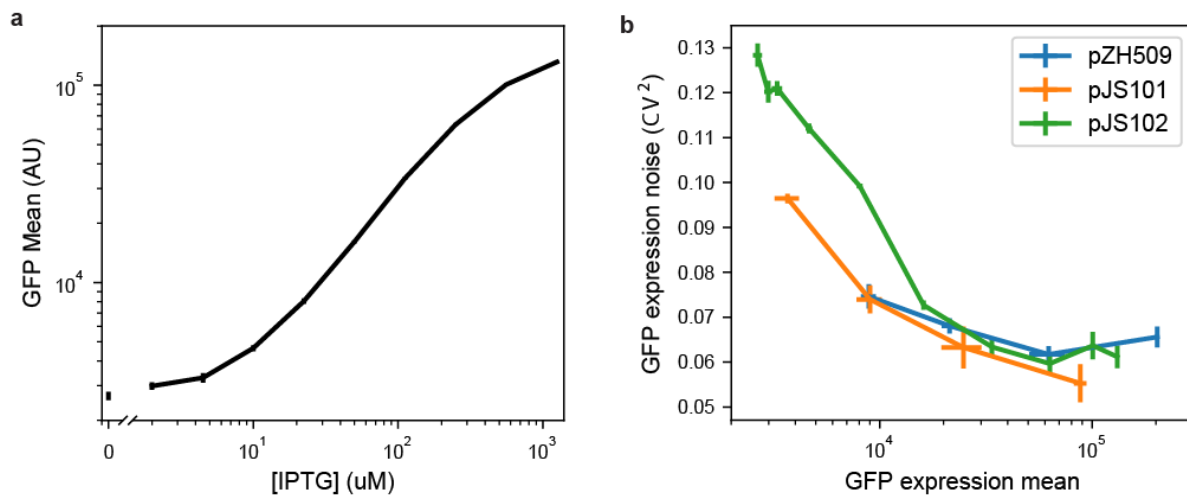 a
GFP Mean (AU)
10⁵
10⁴
0
10¹
10²
10³
[IPTG] (uM)
b
GFP expression noise (CV²)
0.13
0.12
0.11
0.10
0.09
0.08
0.07
0.06
0.05
pZH509
pJS101
pJS102
10⁴
10⁵
GFP expression mean